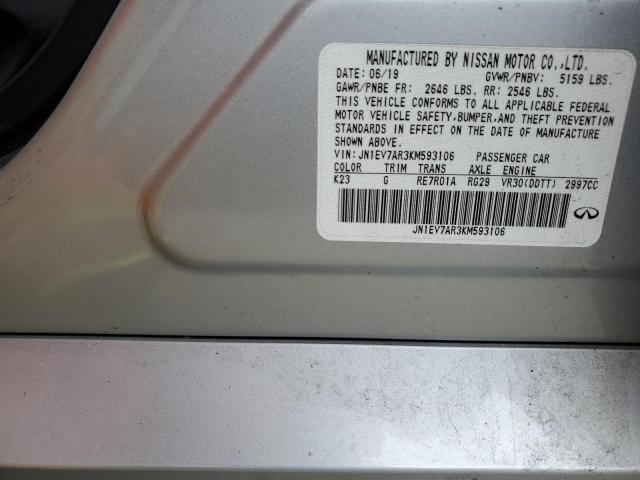 MANUFACTURED BY NISSAN MOTOR CO.,LTD.
DATE: 06/19 GVWR/PNBV: 5159 LBS.
GAWR/PNBE FR: 2646 LBS. RR: 2546 LBS.
THIS VEHICLE CONFORMS TO ALL APPLICABLE FEDERAL
MOTOR VEHICLE SAFETY,BUMPER,AND THEFT PREVENTION
STANDARDS IN EFFECT ON THE DATE OF MANUFACTURE
SHOWN ABOVE.
VIN: JN1EV7AR3KM593106 PASSENGER CAR
COLOR TRIM TRANS AXLE ENGINE
K23 G RE7R01A RG29 VR30(DDTT) 2997CC
JN1EV7AR3KM593106